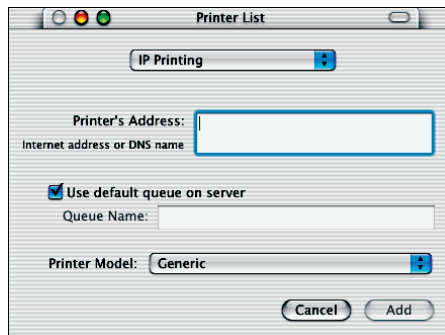 Printer List
IP Printing
Printer's Address:
Internet address or DNS name
Use default queue on server
Queue Name:
Printer Model: Generic
Cancel Add